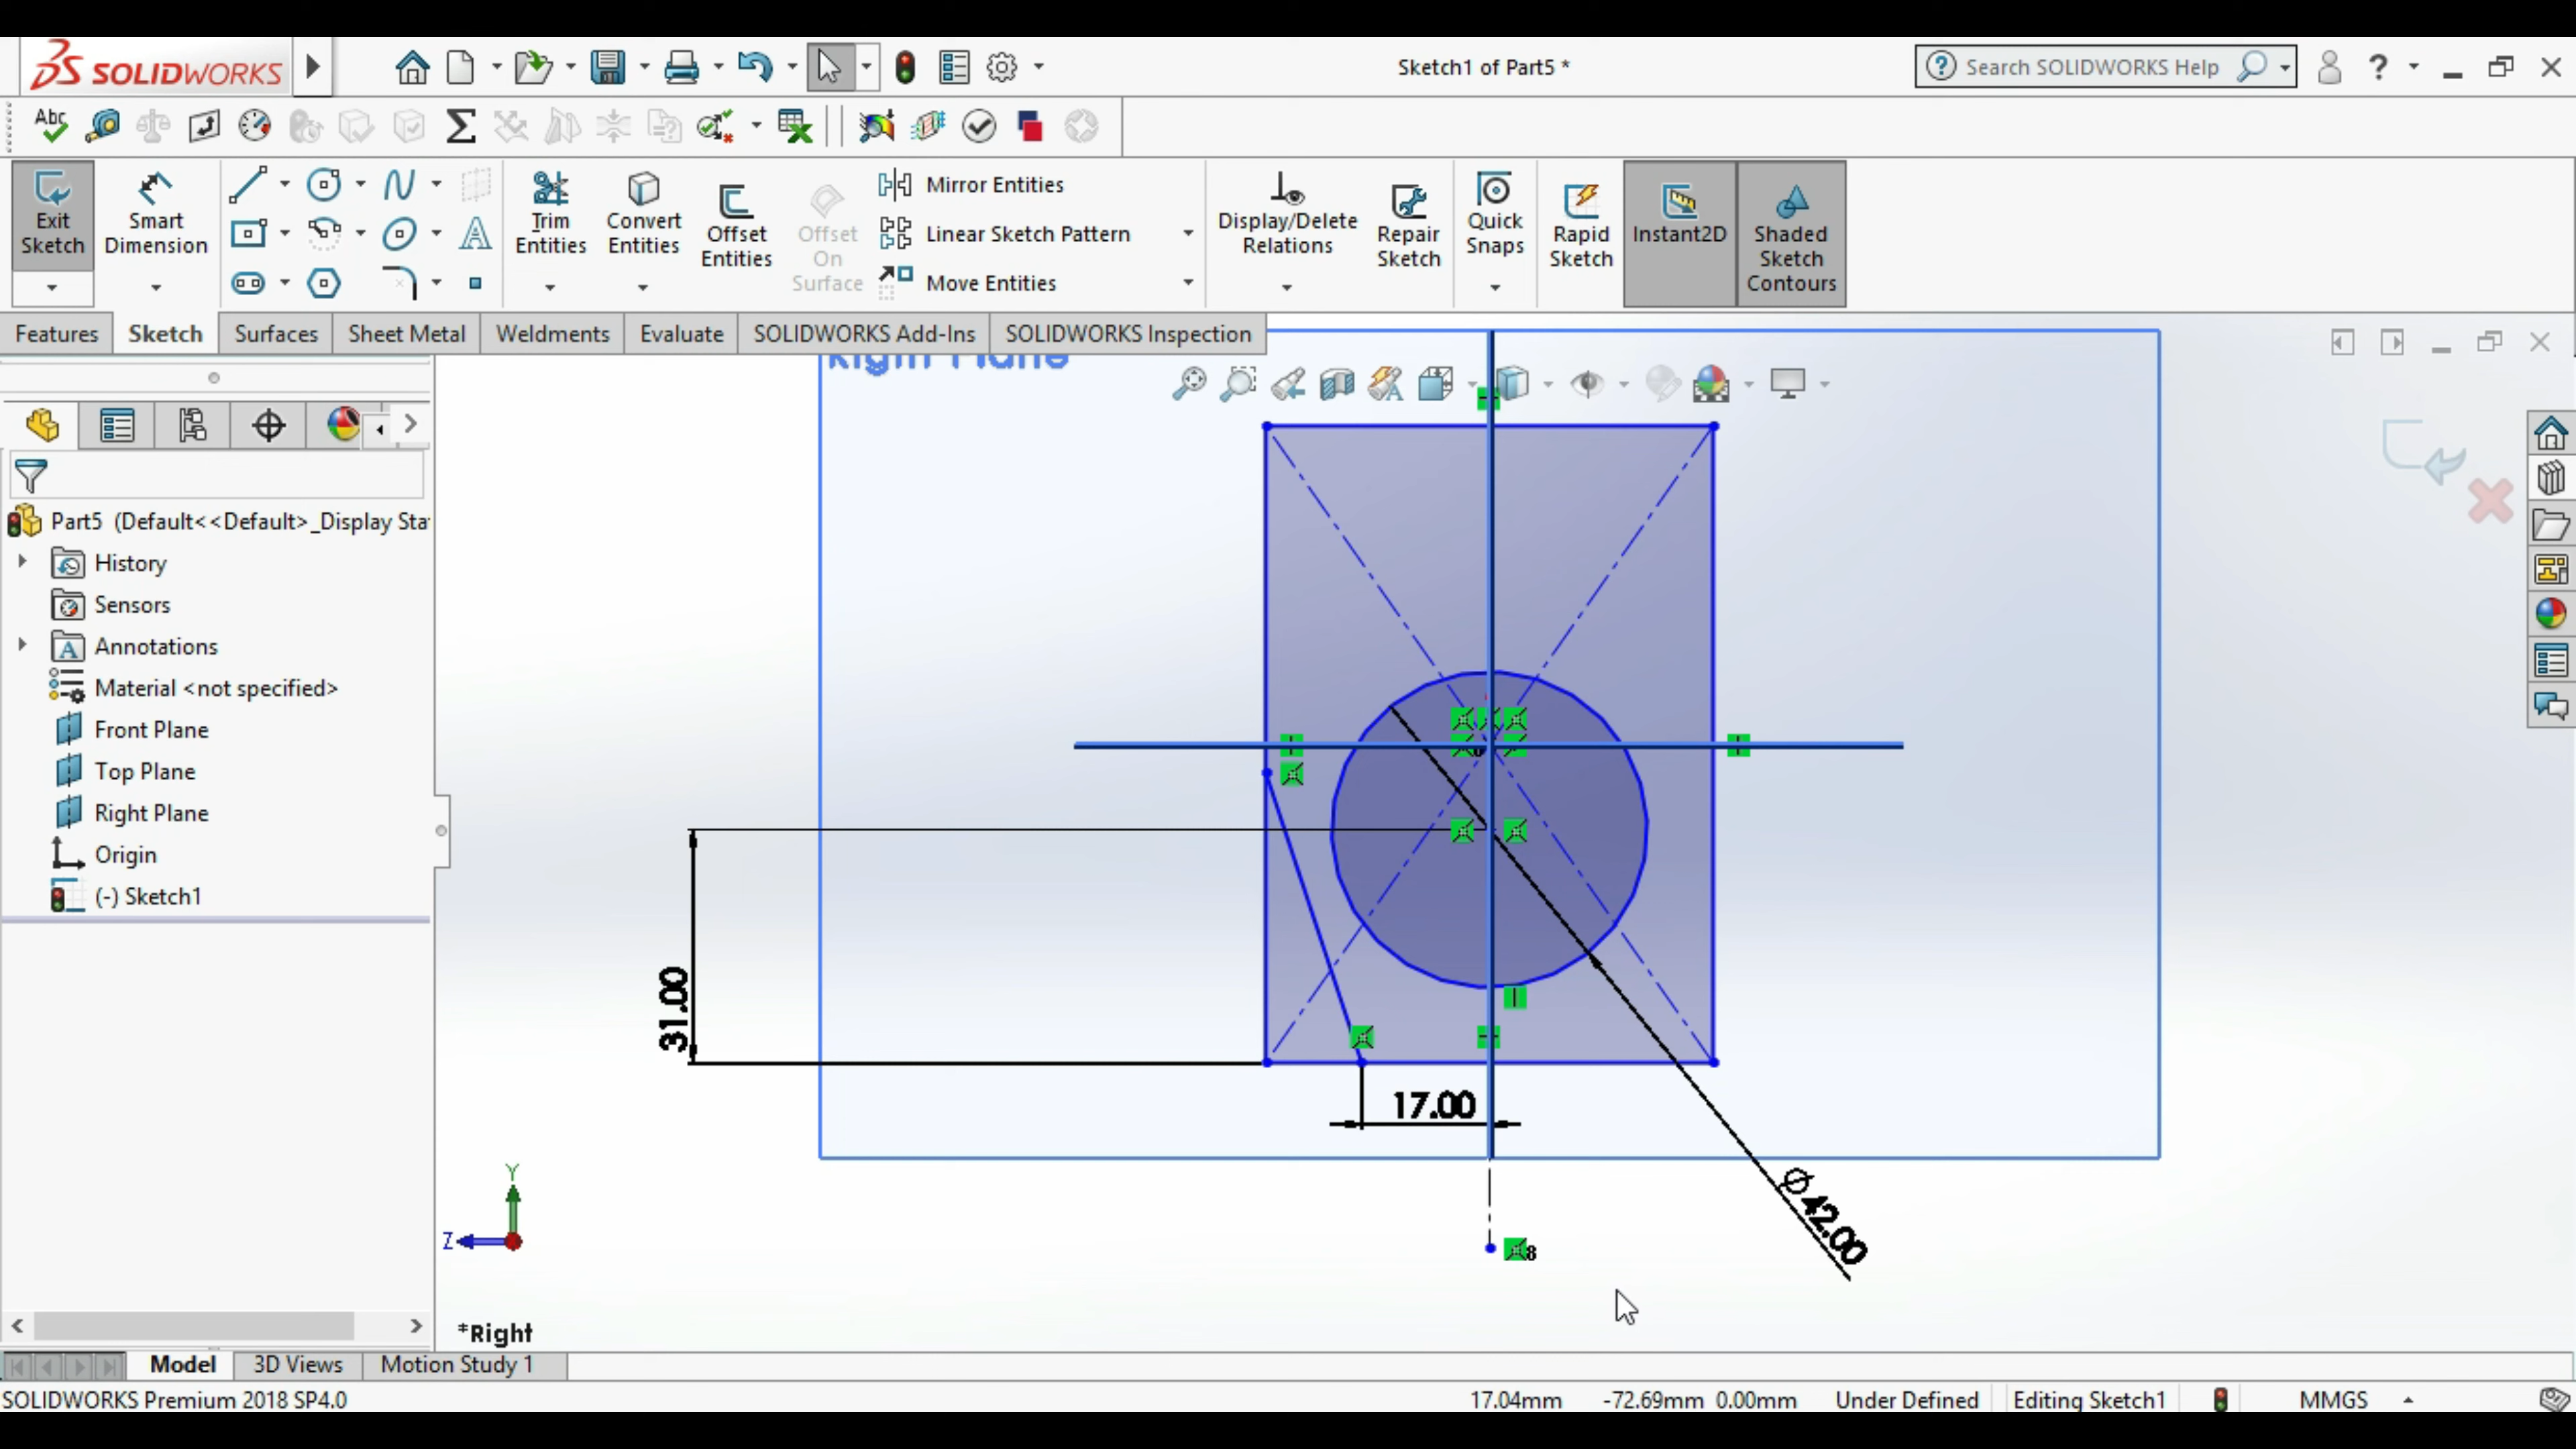 SOLIDWORKS
Sketch1 of Part5 *
Search SOLIDWORKS Help
?
Abc
Exit Sketch
Smart Dimension
Trim Entities
Convert Entities
Offset Entities
Offset On Surface
Mirror Entities
Linear Sketch Pattern
Move Entities
Display/Delete Relations
Repair Sketch
Quick Snaps
Rapid Sketch
Instant2D
Shaded Sketch Contours
Features
Sketch
Surfaces
Sheet Metal
Weldments
Evaluate
SOLIDWORKS Add-Ins
SOLIDWORKS Inspection
Right Plane
Part5 (Default<<Default>_Display Sta
History
Sensors
Annotations
Material <not specified>
Front Plane
Top Plane
Right Plane
Origin
(-) Sketch1
31.00
17.00
Ø42.00
8
Y
Z
*Right
Model
3D Views
Motion Study 1
SOLIDWORKS Premium 2018 SP4.0
17.04mm
-72.69mm 0.00mm
Under Defined
Editing Sketch1
MMGS